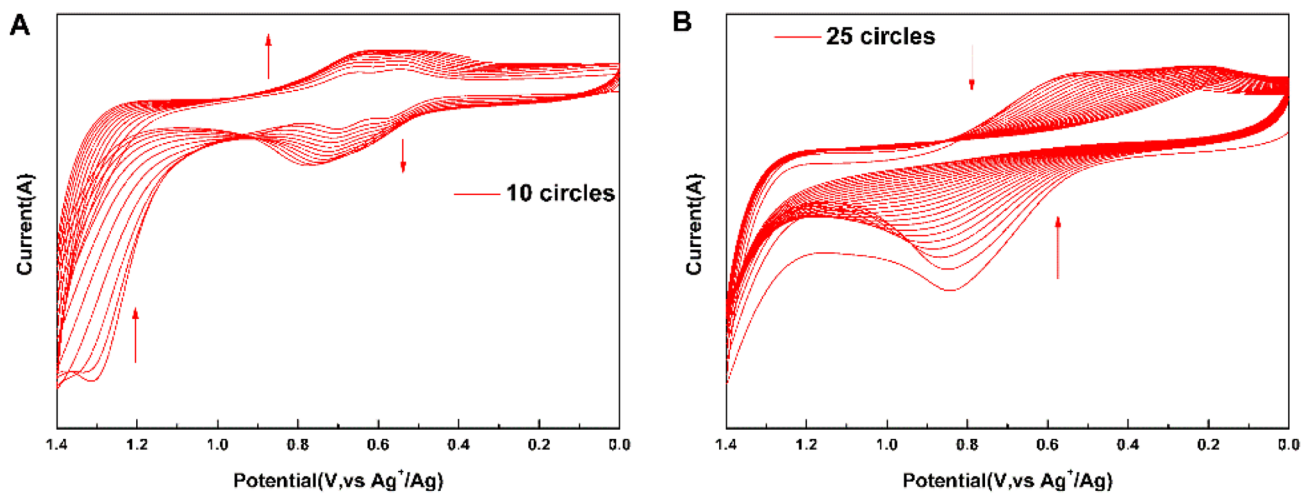 A
10 circles
Current(A)
1.4 1.2 1.0 0.8 0.6 0.4 0.2 0.0
Potential(V,vs Ag⁺/Ag)
B
25 circles
Current(A)
1.4 1.2 1.0 0.8 0.6 0.4 0.2 0.0
Potential(V,vs Ag⁺/Ag)